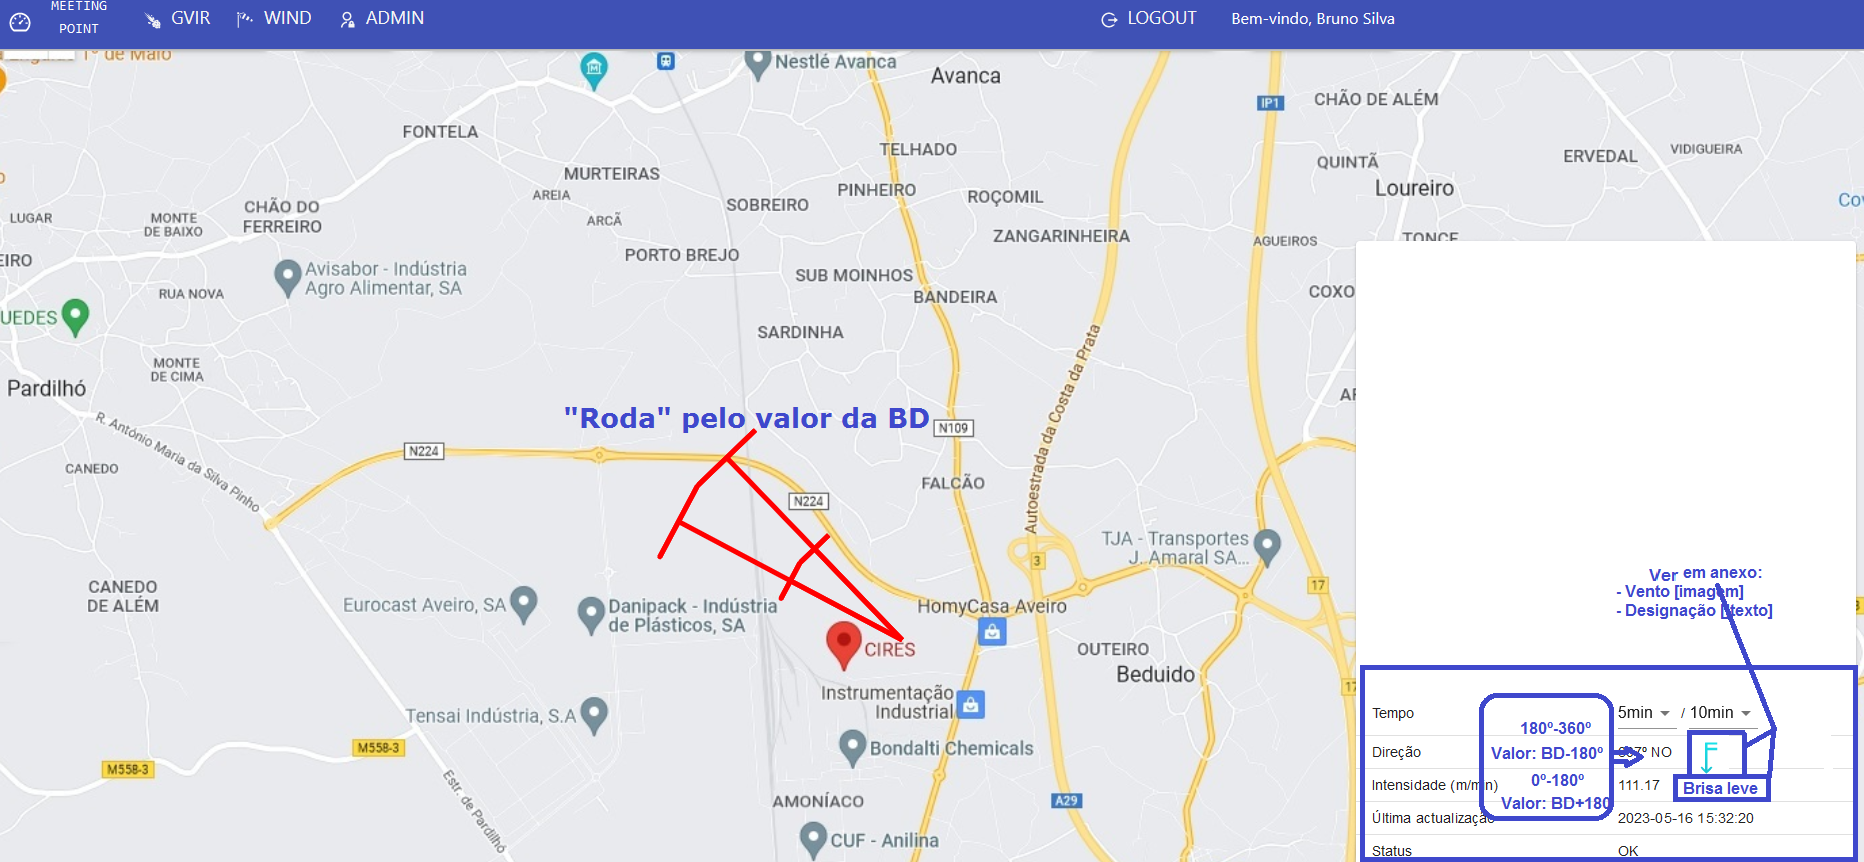 MEETING
POINT
GVIR
WIND
ADMIN
LOGOUT
Bem-vindo, Bruno Silva
1º de Maio
Nestlé Avanca
Avanca
IP1
CHÃO DE ALÉM
FONTELA
TELHADO
QUINTÃ
ERVEDAL
VIDIGUEIRA
MURTEIRAS
AREIA
PINHEIRO
ROÇOMIL
Loureiro
Cov
LUGAR
MONTE
DE BAIXO
CHÃO DO
FERREIRO
ARCÃ
SOBREIRO
ZANGARINHEIRA
AGUEIROS
TONCE
EIRO
PORTO BREJO
Avisabor - Indústria
Agro Alimentar, SA
RUA NOVA
SUB MOINHOS
BANDEIRA
COXO
UEDES
SARDINHA
MONTE
DE CIMA
Pardilhó
AF
"Roda" pelo valor da BD
N109
R. António Maria da Silva Pinho
N224
CANEDO
FALCÃO
N224
Autoestrada da Costa da Prata
TJA - Transportes
J. Amaral SA...
3
17
CANEDO
DE ALÉM
Eurocast Aveiro, SA
Danipack - Indústria
de Plásticos, SA
HomyCasa Aveiro
Ver em anexo:
- Vento [imagem]
- Designação [texto]
CIRES
OUTEIRO
Beduido
17
Instrumentação
Industrial
Tensai Indústria, S.A
M558-3
Bondalti Chemicals
M558-3
Estr. de Pardilhó
AMONÍACO
A29
CUF - Anilina
Tempo
5min / 10min
180º-360º
Valor: BD-180º
0º-180º
Valor: BD+180
Direção
7º NO
Intensidade (m/min)
111.17
Brisa leve
Última actualização
2023-05-16 15:32:20
Status
OK